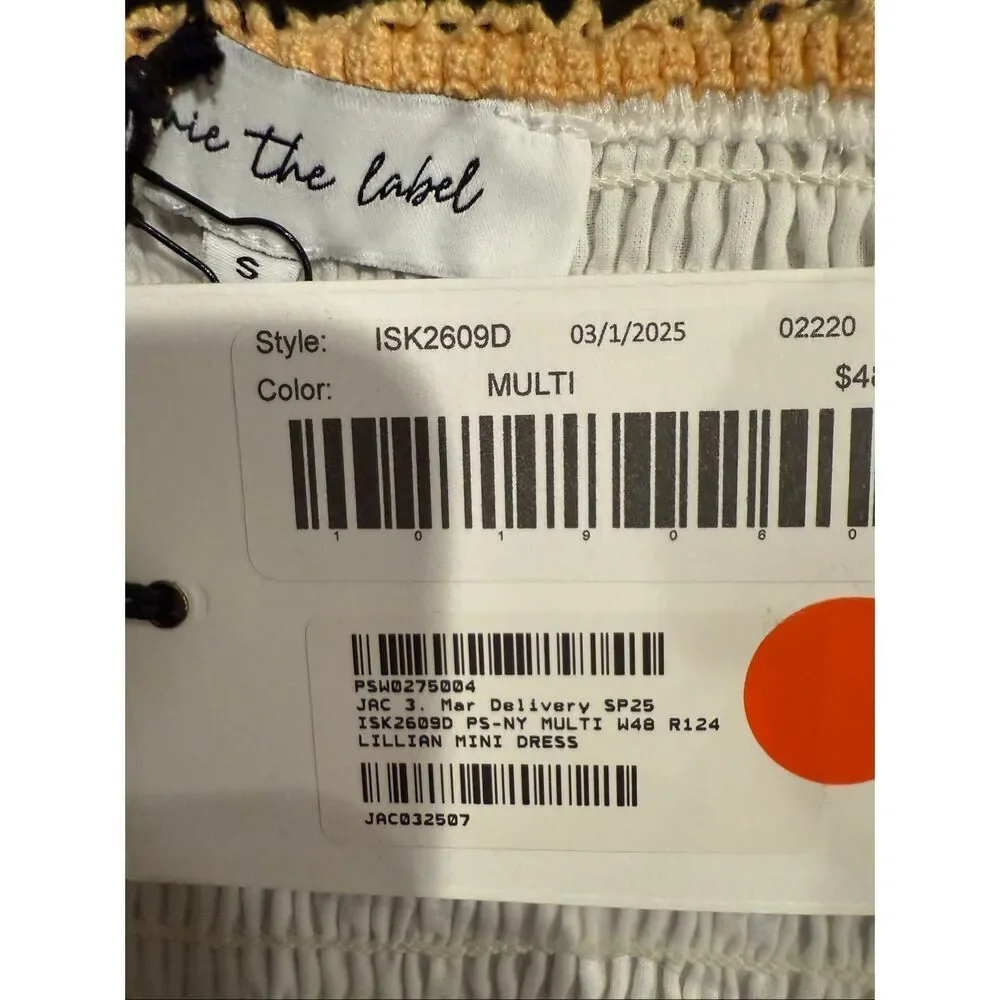 the label
S
Style: ISK2609D 03/1/2025 02220
Color: MULTI $48
1 0 1 9 0 6 0
PSW0275004
JAC 3. Mar Delivery SP25
ISK2609D PS-NY MULTI W48 R124
LILLIAN MINI DRESS
JAC032507